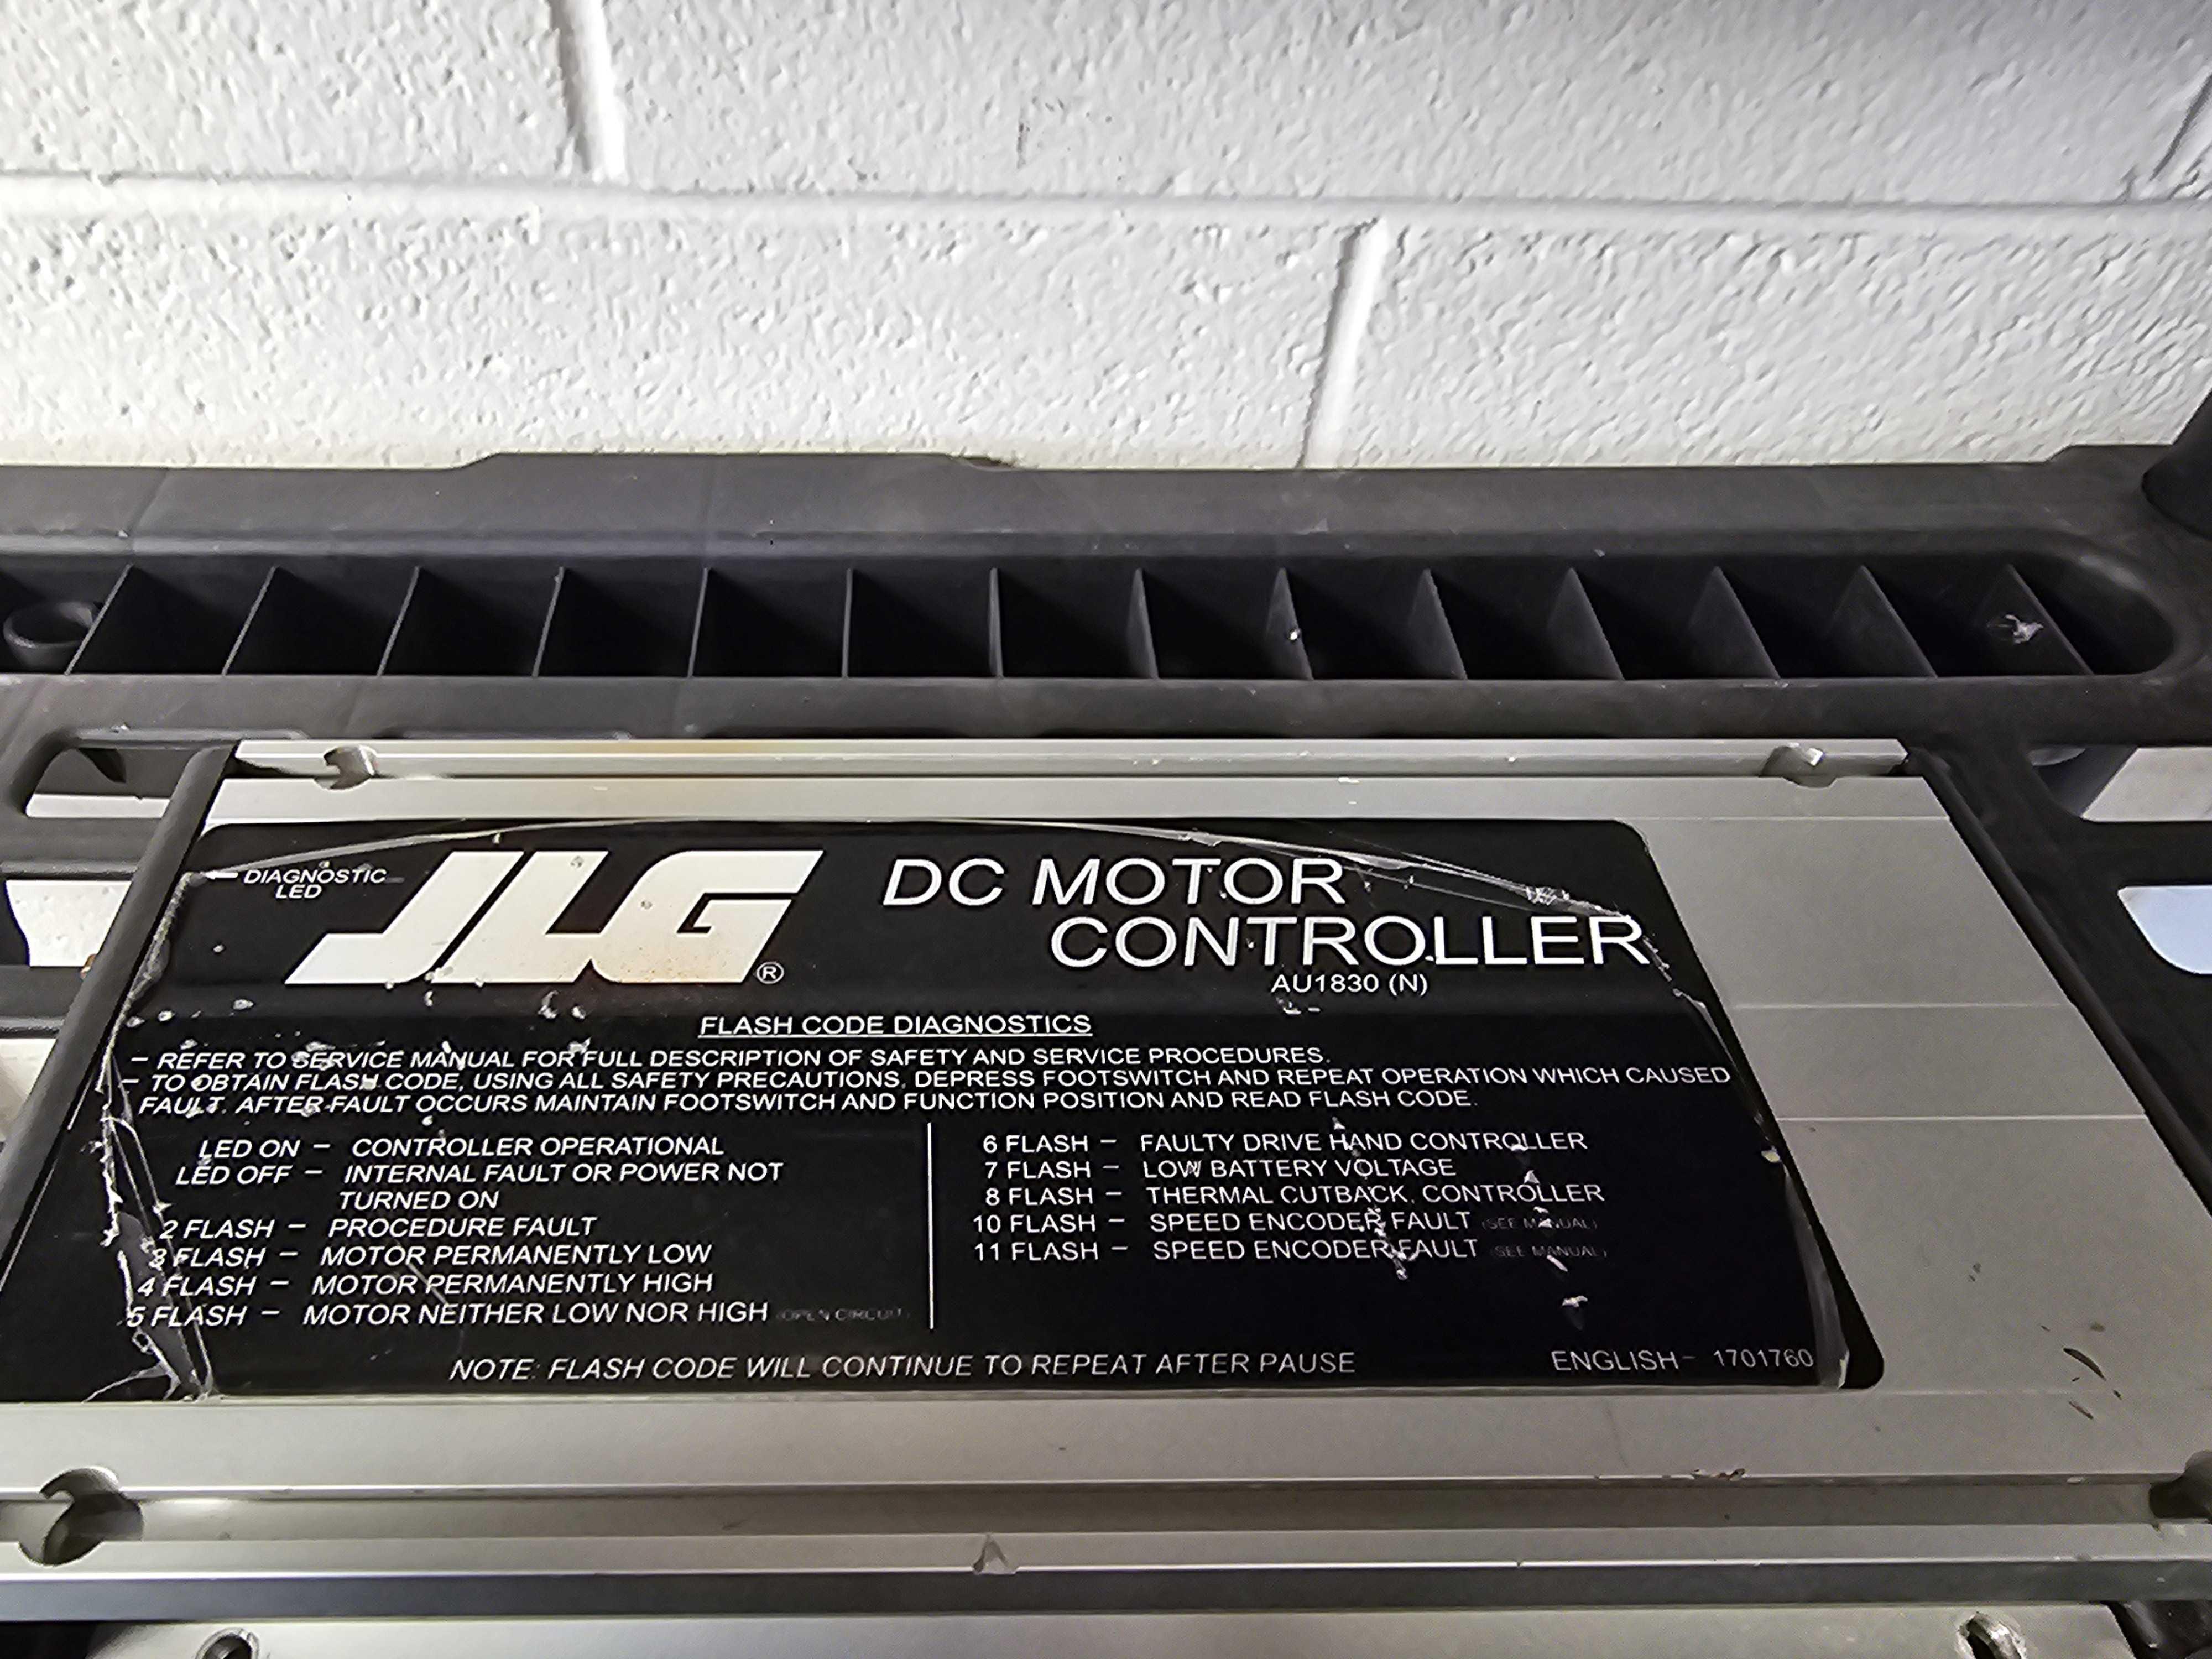 DIAGNOSTIC
LED
JLG®
DC MOTOR
CONTROLLER
AU1830 (N)
FLASH CODE DIAGNOSTICS
– REFER TO SERVICE MANUAL FOR FULL DESCRIPTION OF SAFETY AND SERVICE PROCEDURES.
– TO OBTAIN FLASH CODE, USING ALL SAFETY PRECAUTIONS, DEPRESS FOOTSWITCH AND REPEAT OPERATION WHICH CAUSED
FAULT. AFTER FAULT OCCURS MAINTAIN FOOTSWITCH AND FUNCTION POSITION AND READ FLASH CODE.
LED ON – CONTROLLER OPERATIONAL
LED OFF – INTERNAL FAULT OR POWER NOT
TURNED ON
2 FLASH – PROCEDURE FAULT
3 FLASH – MOTOR PERMANENTLY LOW
4 FLASH – MOTOR PERMANENTLY HIGH
5 FLASH – MOTOR NEITHER LOW NOR HIGH (OPEN CIRCUIT)
6 FLASH – FAULTY DRIVE HAND CONTROLLER
7 FLASH – LOW BATTERY VOLTAGE
8 FLASH – THERMAL CUTBACK, CONTROLLER
10 FLASH – SPEED ENCODER FAULT (SEE MANUAL)
11 FLASH – SPEED ENCODER FAULT (SEE MANUAL)
NOTE: FLASH CODE WILL CONTINUE TO REPEAT AFTER PAUSE
ENGLISH – 1701760